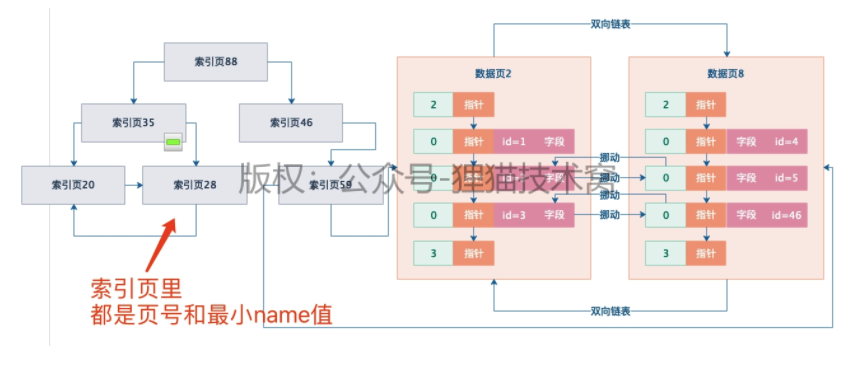 双向链表
索引页88
数据页2
数据页8
2 指针
2 指针
索引页35
索引页46
0 指针 id=1 字段
0 指针 字段 id=4
挪动
版权：公众号-狸猫技术窝
索引页20
索引页28
索引页59
0 指针
挪动
0 指针 字段 id=5
挪动
0 指针 id=3 字段
挪动
0 指针 字段 id=46
3 指针
3 指针
索引页里
都是页号和最小name值
双向链表